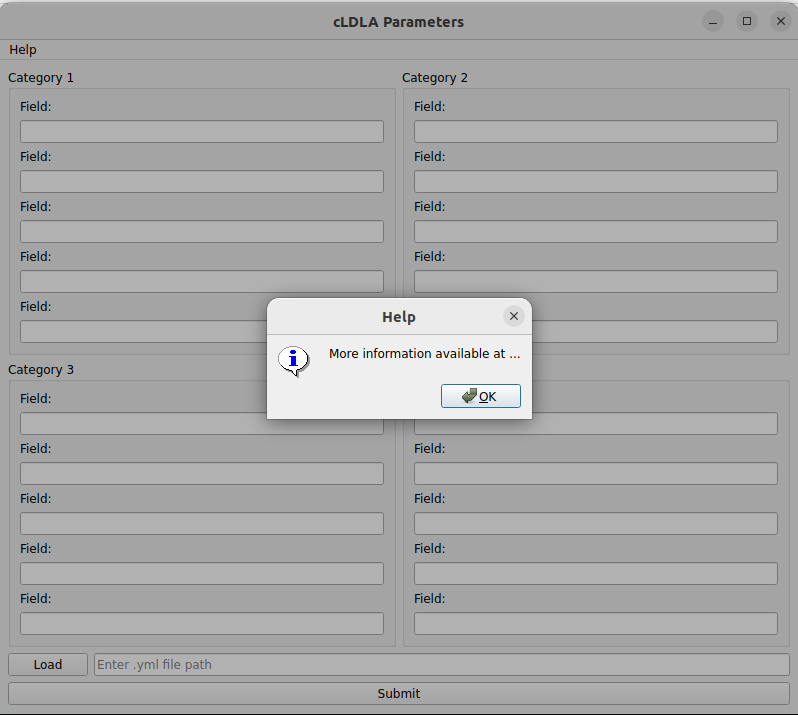 cLDLA Parameters
Help
Category 1
Field:
Field:
Field:
Field:
Field:
Category 2
Field:
Field:
Field:
Field:
Help
More information available at ...
OK
Category 3
Field:
Field:
Field:
Field:
Field:
Field:
Field:
Field:
Field:
Load
Enter .yml file path
Submit